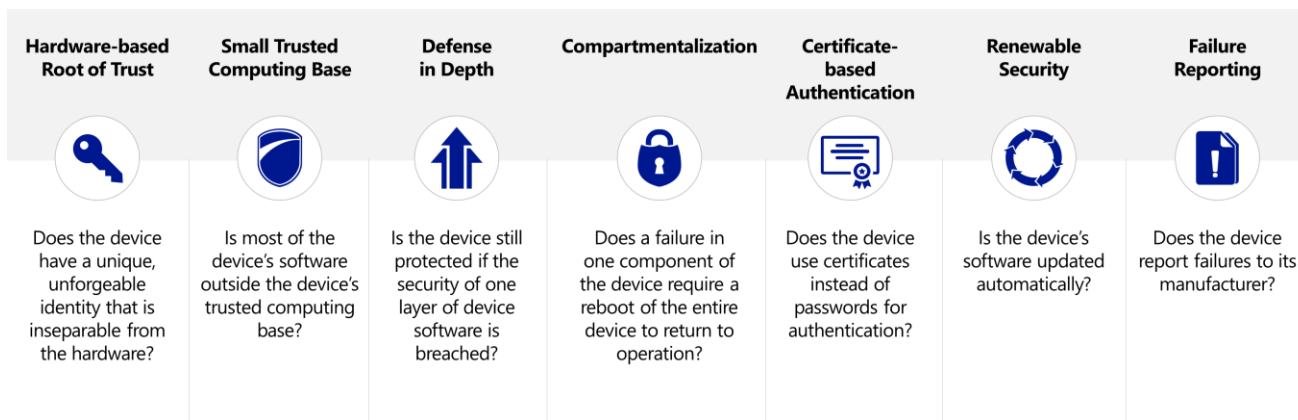 Hardware-based
Root of Trust
Small Trusted
Computing Base
Defense
in Depth
Compartmentalization
Certificate-
based
Authentication
Renewable
Security
Failure
Reporting
Does the device
have a unique,
unforgeable
identity that is
inseparable from
the hardware?
Is most of the
device's software
outside the device's
trusted computing
base?
Is the device still
protected if the
security of one
layer of device
software is
breached?
Does a failure in
one component of
the device require a
reboot of the entire
device to return to
operation?
Does the device
use certificates
instead of
passwords for
authentication?
Is the device's
software updated
automatically?
Does the device
report failures to its
manufacturer?